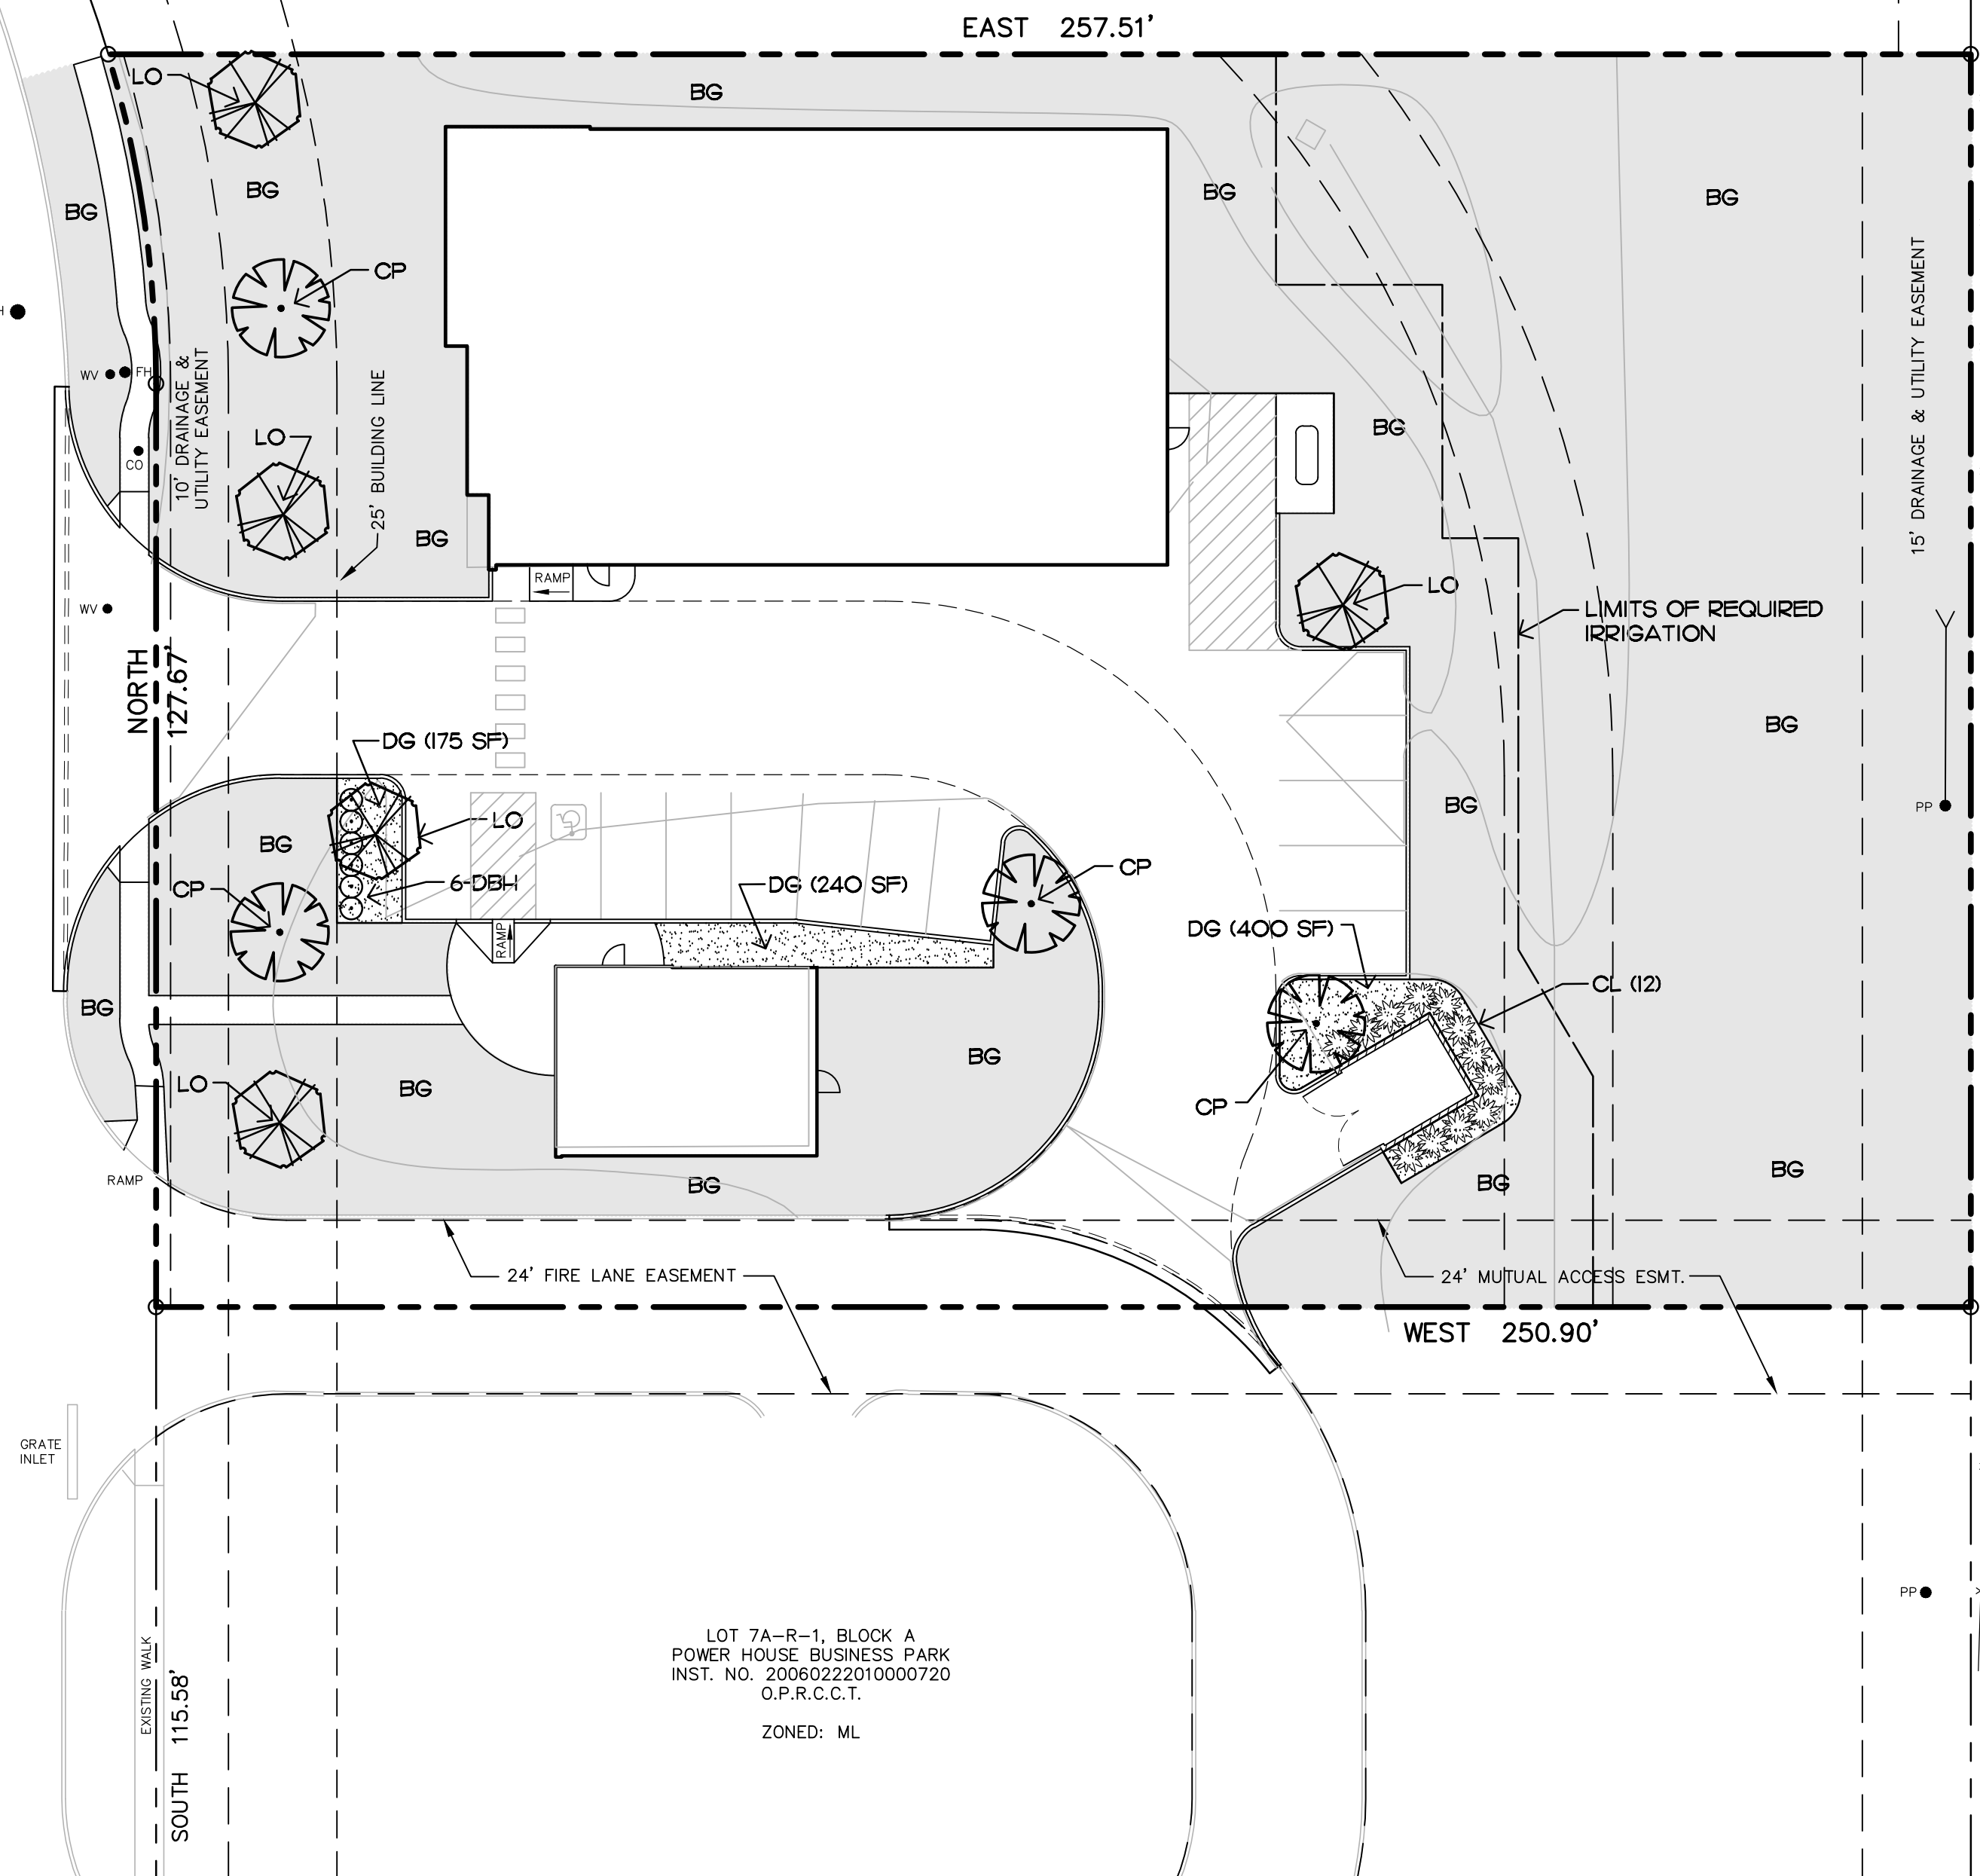 EAST 257.51'
LO
BG
BG
BG
BG
BG
BG
CP
15' DRAINAGE & UTILITY EASEMENT
WV
FH
10' DRAINAGE &
UTILITY EASEMENT
25' BUILDING LINE
LO
CO
BG
BG
RAMP
LO
WV
LIMITS OF REQUIRED
IRRIGATION
NORTH
127.67'
DG (175 SF)
BG
BG
PP
LO
BG
CP
6-DBH
DG (240 SF)
CP
RAMP
DG (400 SF)
CL (12)
BG
BG
LO
BG
CP
RAMP
BG
BG
BG
24' FIRE LANE EASEMENT
24' MUTUAL ACCESS ESMT.
WEST 250.90'
GRATE
INLET
PP
EXISTING WALK
SOUTH 115.58'
LOT 7A-R-1, BLOCK A
POWER HOUSE BUSINESS PARK
INST. NO. 20060222010000720
O.P.R.C.C.T.
ZONED: ML